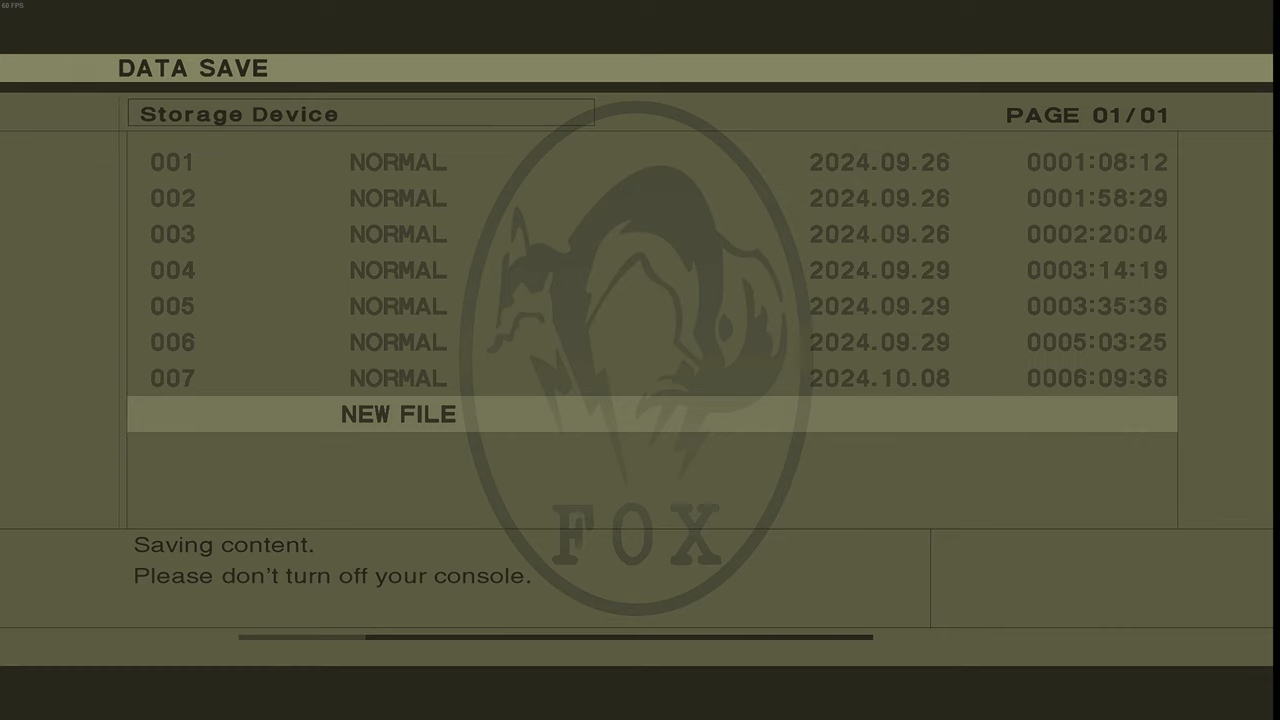 60 FPS
DATA SAVE
Storage Device PAGE 01/01
001 NORMAL 2024.09.26 0001:08:12
002 NORMAL 2024.09.26 0001:58:29
003 NORMAL 2024.09.26 0002:20:04
004 NORMAL 2024.09.29 0003:14:19
005 NORMAL 2024.09.29 0003:35:36
006 NORMAL 2024.09.29 0005:03:25
007 NORMAL 2024.10.08 0006:09:36
NEW FILE
FOX
Saving content.
Please don't turn off your console.